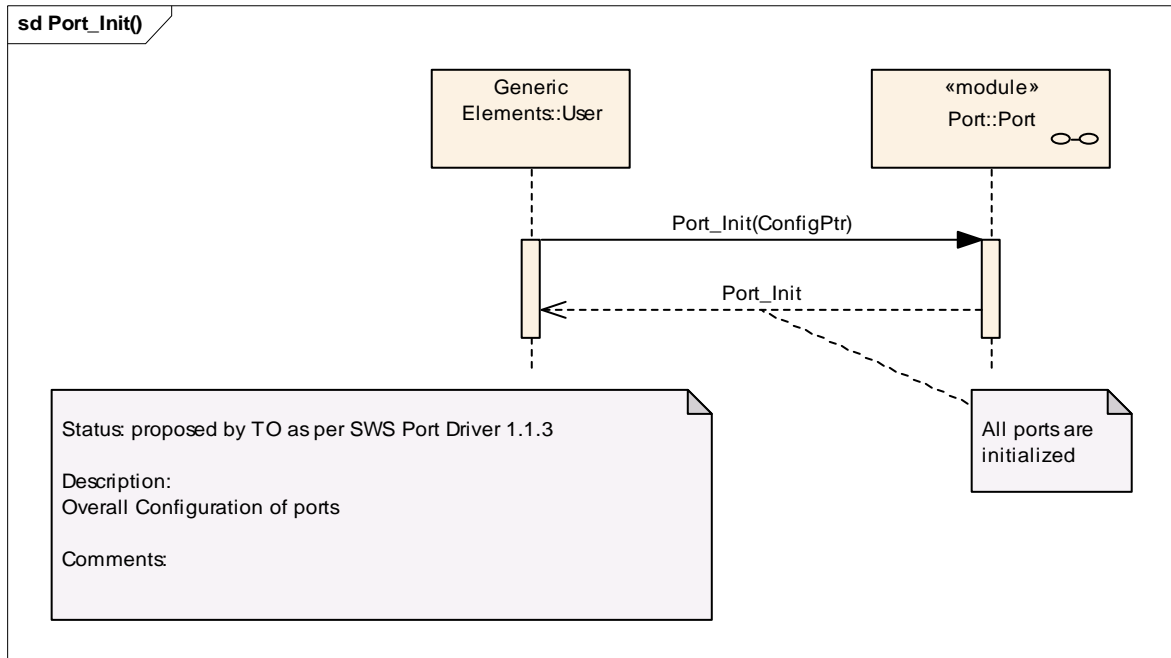 sd Port_Init()
Generic
Elements::User
«module»
Port::Port
Port_Init(ConfigPtr)
Port_Init
Status: proposed by TO as per SWS Port Driver 1.1.3
Description:
Overall Configuration of ports
Comments:
All ports are
initialized